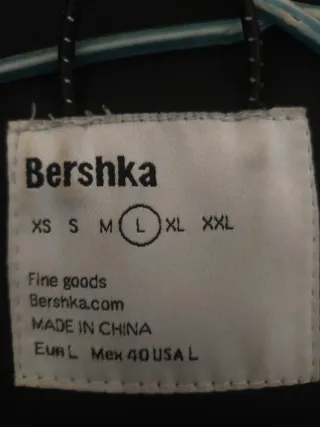 Bershka
XS S M L XL XXL
Fine goods
Bershka.com
MADE IN CHINA
Eur L Mex 40 USA L